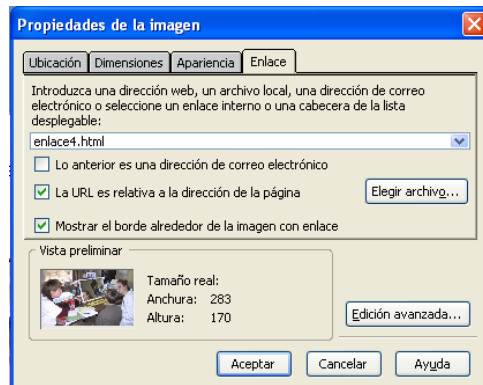 Propiedades de la imagen
Ubicación Dimensiones Apariencia Enlace
Introduzca una dirección web, un archivo local, una dirección de correo
electrónico o seleccione un enlace interno o una cabecera de la lista
desplegable:
enlace4.html
Lo anterior es una dirección de correo electrónico
La URL es relativa a la dirección de la página
Elegir archivo...
Mostrar el borde alrededor de la imagen con enlace
Vista preliminar
Tamaño real:
Anchura: 283
Altura: 170
Edición avanzada...
Aceptar Cancelar Ayuda